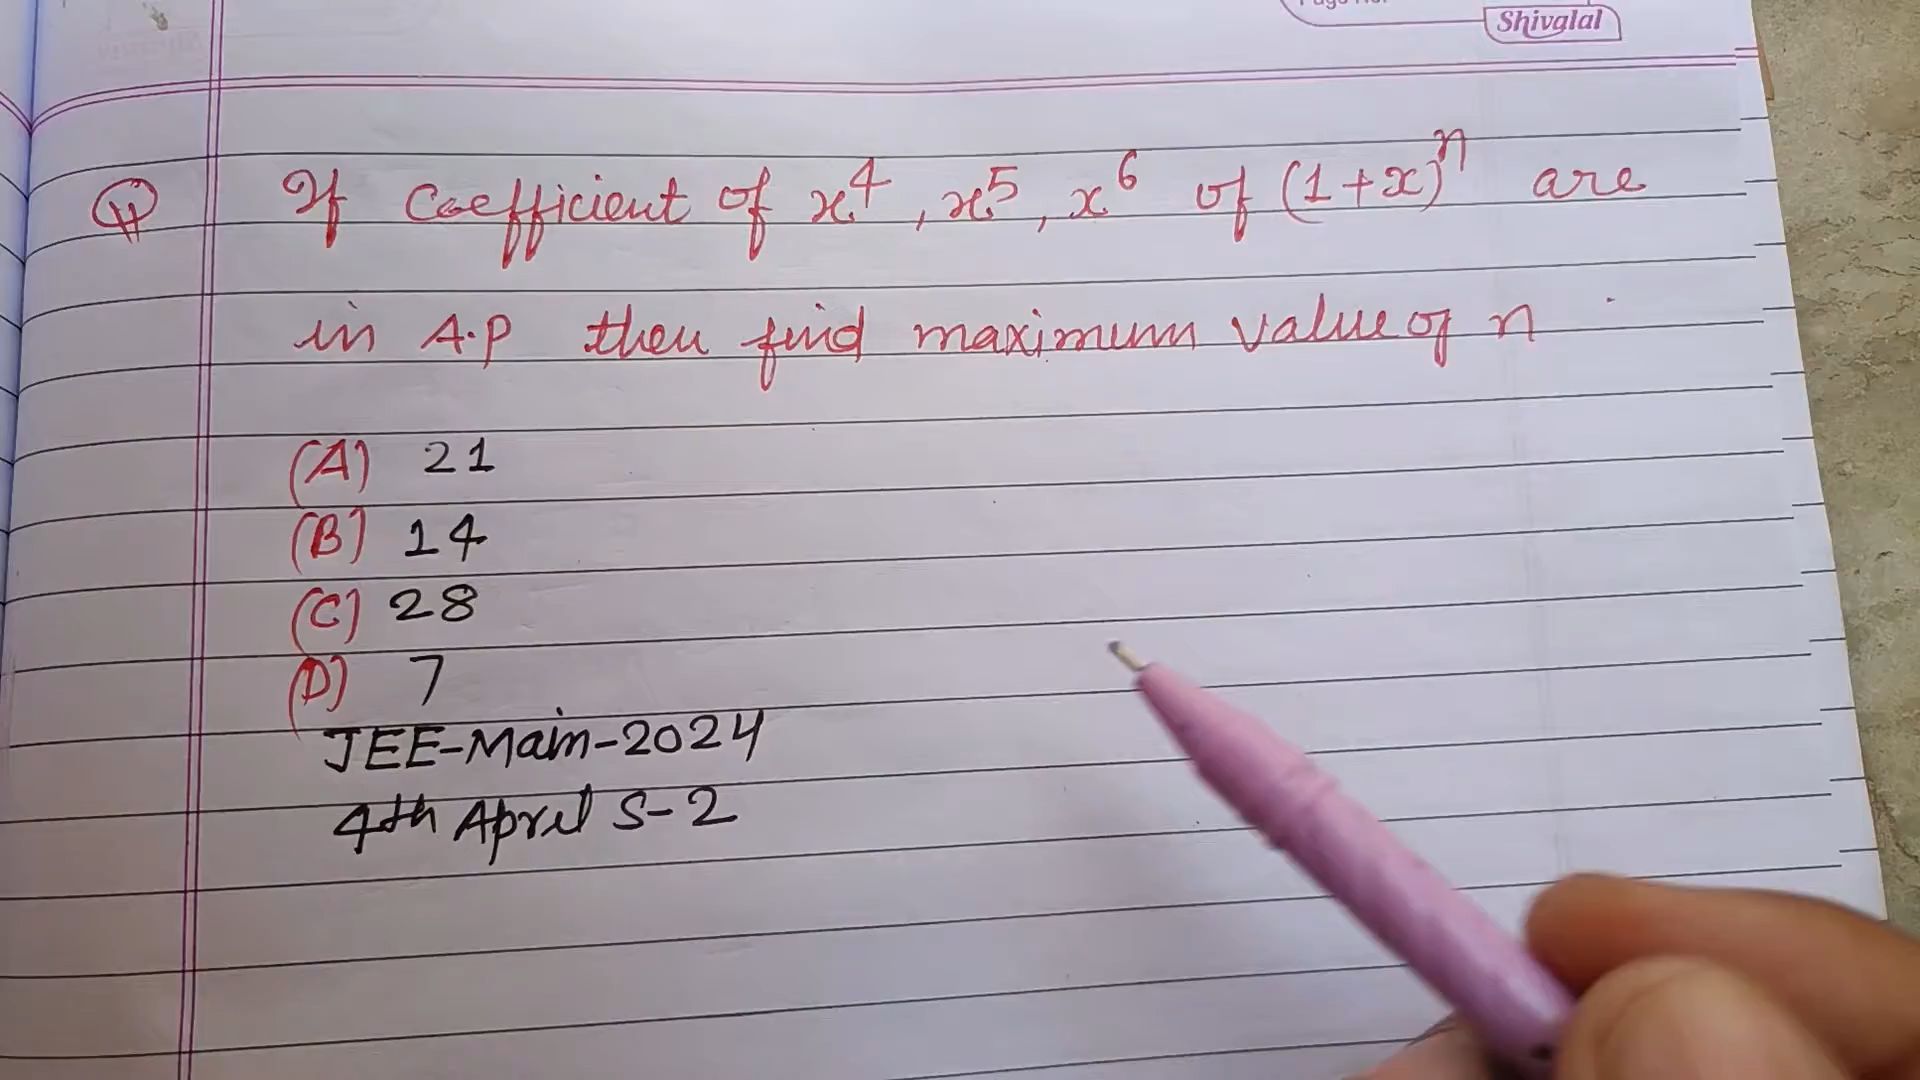 Shivalal
Q If Coefficient of x⁴, x⁵, x⁶ of (1+x)ⁿ are
in A.P then find maximum value of n
(A) 21
(B) 14
(C) 28
(D) 7
JEE-Main-2024
4th April S-2